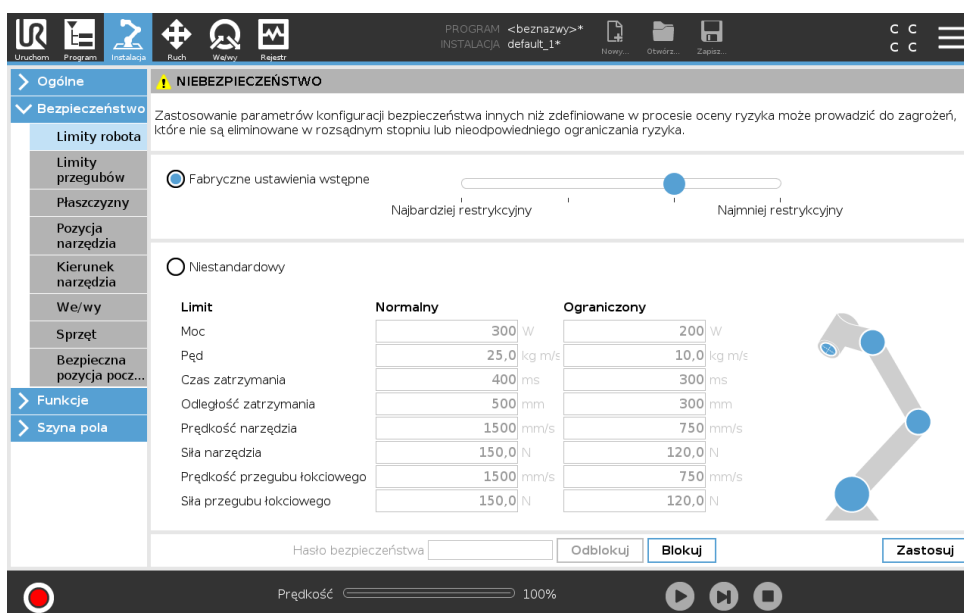 UR
PROGRAM <beznazwy>*
INSTALACJA default_1*
Uruchom Program Instalacja Ruch We/wy Rejestr
Nowy... Otwórz... Zapisz...
C C
C C
Ogólne
Bezpieczeństwo
Limity robota
Limity
przegubów
Płaszczyzny
Pozycja
narzędzia
Kierunek
narzędzia
We/wy
Sprzęt
Bezpieczna
pozycja pocz...
Funkcje
Szyna pola
NIEBEZPIECZEŃSTWO
Zastosowanie parametrów konfiguracji bezpieczeństwa innych niż zdefiniowane w procesie oceny ryzyka może prowadzić do zagrożeń,
które nie są eliminowane w rozsądnym stopniu lub nieodpowiedniego ograniczania ryzyka.
Fabryczne ustawienia wstępne
Najbardziej restrykcyjny Najmniej restrykcyjny
Niestandardowy
Limit Normalny Ograniczony
Moc 300 W 200 W
Pęd 25,0 kg m/s 10,0 kg m/s
Czas zatrzymania 400 ms 300 ms
Odległość zatrzymania 500 mm 300 mm
Prędkość narzędzia 1500 mm/s 750 mm/s
Siła narzędzia 150,0 N 120,0 N
Prędkość przegubu łokciowego 1500 mm/s 750 mm/s
Siła przegubu łokciowego 150,0 N 120,0 N
Hasło bezpieczeństwa Odblokuj Blokuj Zastosuj
Prędkość 100%